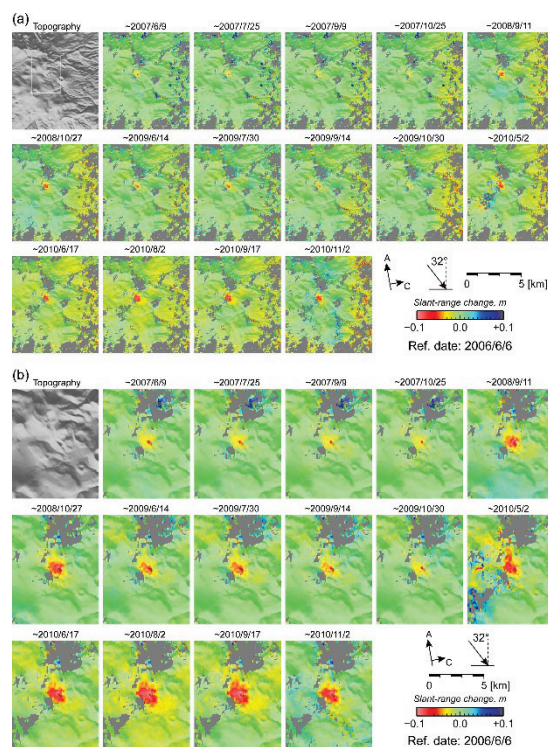 (a)
Topography ~2007/6/9 ~2007/7/25 ~2007/9/9 ~2007/10/25 ~2008/9/11
~2008/10/27 ~2009/6/14 ~2009/7/30 ~2009/9/14 ~2009/10/30 ~2010/5/2
~2010/6/17 ~2010/8/2 ~2010/9/17 ~2010/11/2
A
C
32°
0 5 [km]
Slant-range change, m
−0.1 0.0 +0.1
Ref. date: 2006/6/6
(b)
Topography ~2007/6/9 ~2007/7/25 ~2007/9/9 ~2007/10/25 ~2008/9/11
~2008/10/27 ~2009/6/14 ~2009/7/30 ~2009/9/14 ~2009/10/30 ~2010/5/2
~2010/6/17 ~2010/8/2 ~2010/9/17 ~2010/11/2
A
C
32°
0 5 [km]
Slant-range change, m
−0.1 0.0 +0.1
Ref. date: 2006/6/6